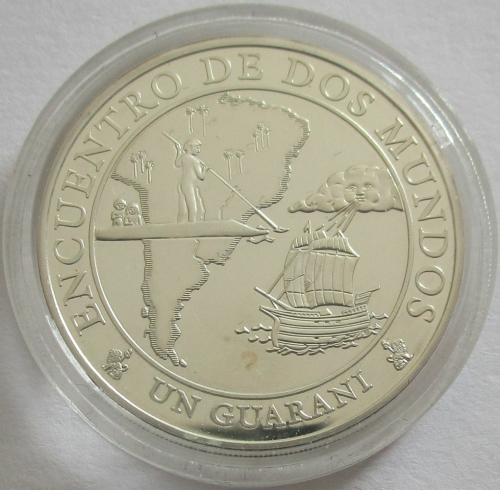 ENCUENTRO DE DOS MUNDOS
UN GUARANI